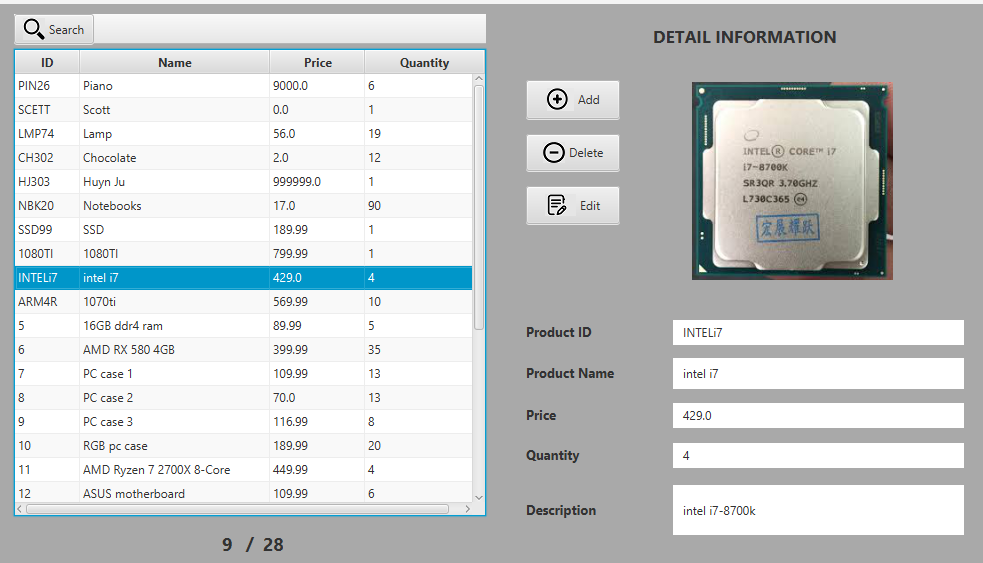 Search
ID Name Price Quantity
PIN26 Piano 9000.0 6
SCETT Scott 0.0 1
LMP74 Lamp 56.0 19
CH302 Chocolate 2.0 12
HJ303 Huyn Ju 999999.0 1
NBK20 Notebooks 17.0 90
SSD99 SSD 189.99 1
1080TI 1080TI 799.99 1
INTELi7 intel i7 429.0 4
ARM4R 1070ti 569.99 10
5 16GB ddr4 ram 89.99 5
6 AMD RX 580 4GB 399.99 35
7 PC case 1 109.99 13
8 PC case 2 70.0 13
9 PC case 3 116.99 8
10 RGB pc case 189.99 20
11 AMD Ryzen 7 2700X 8-Core 449.99 4
12 ASUS motherboard 109.99 6
9 / 28
DETAIL INFORMATION
Add
Delete
Edit
INTEL® CORE™ i7
i7-8700K
SR3QR 3.70GHZ
L730C365 e4
宏展耀跃
Product ID INTELi7
Product Name intel i7
Price 429.0
Quantity 4
Description intel i7-8700k